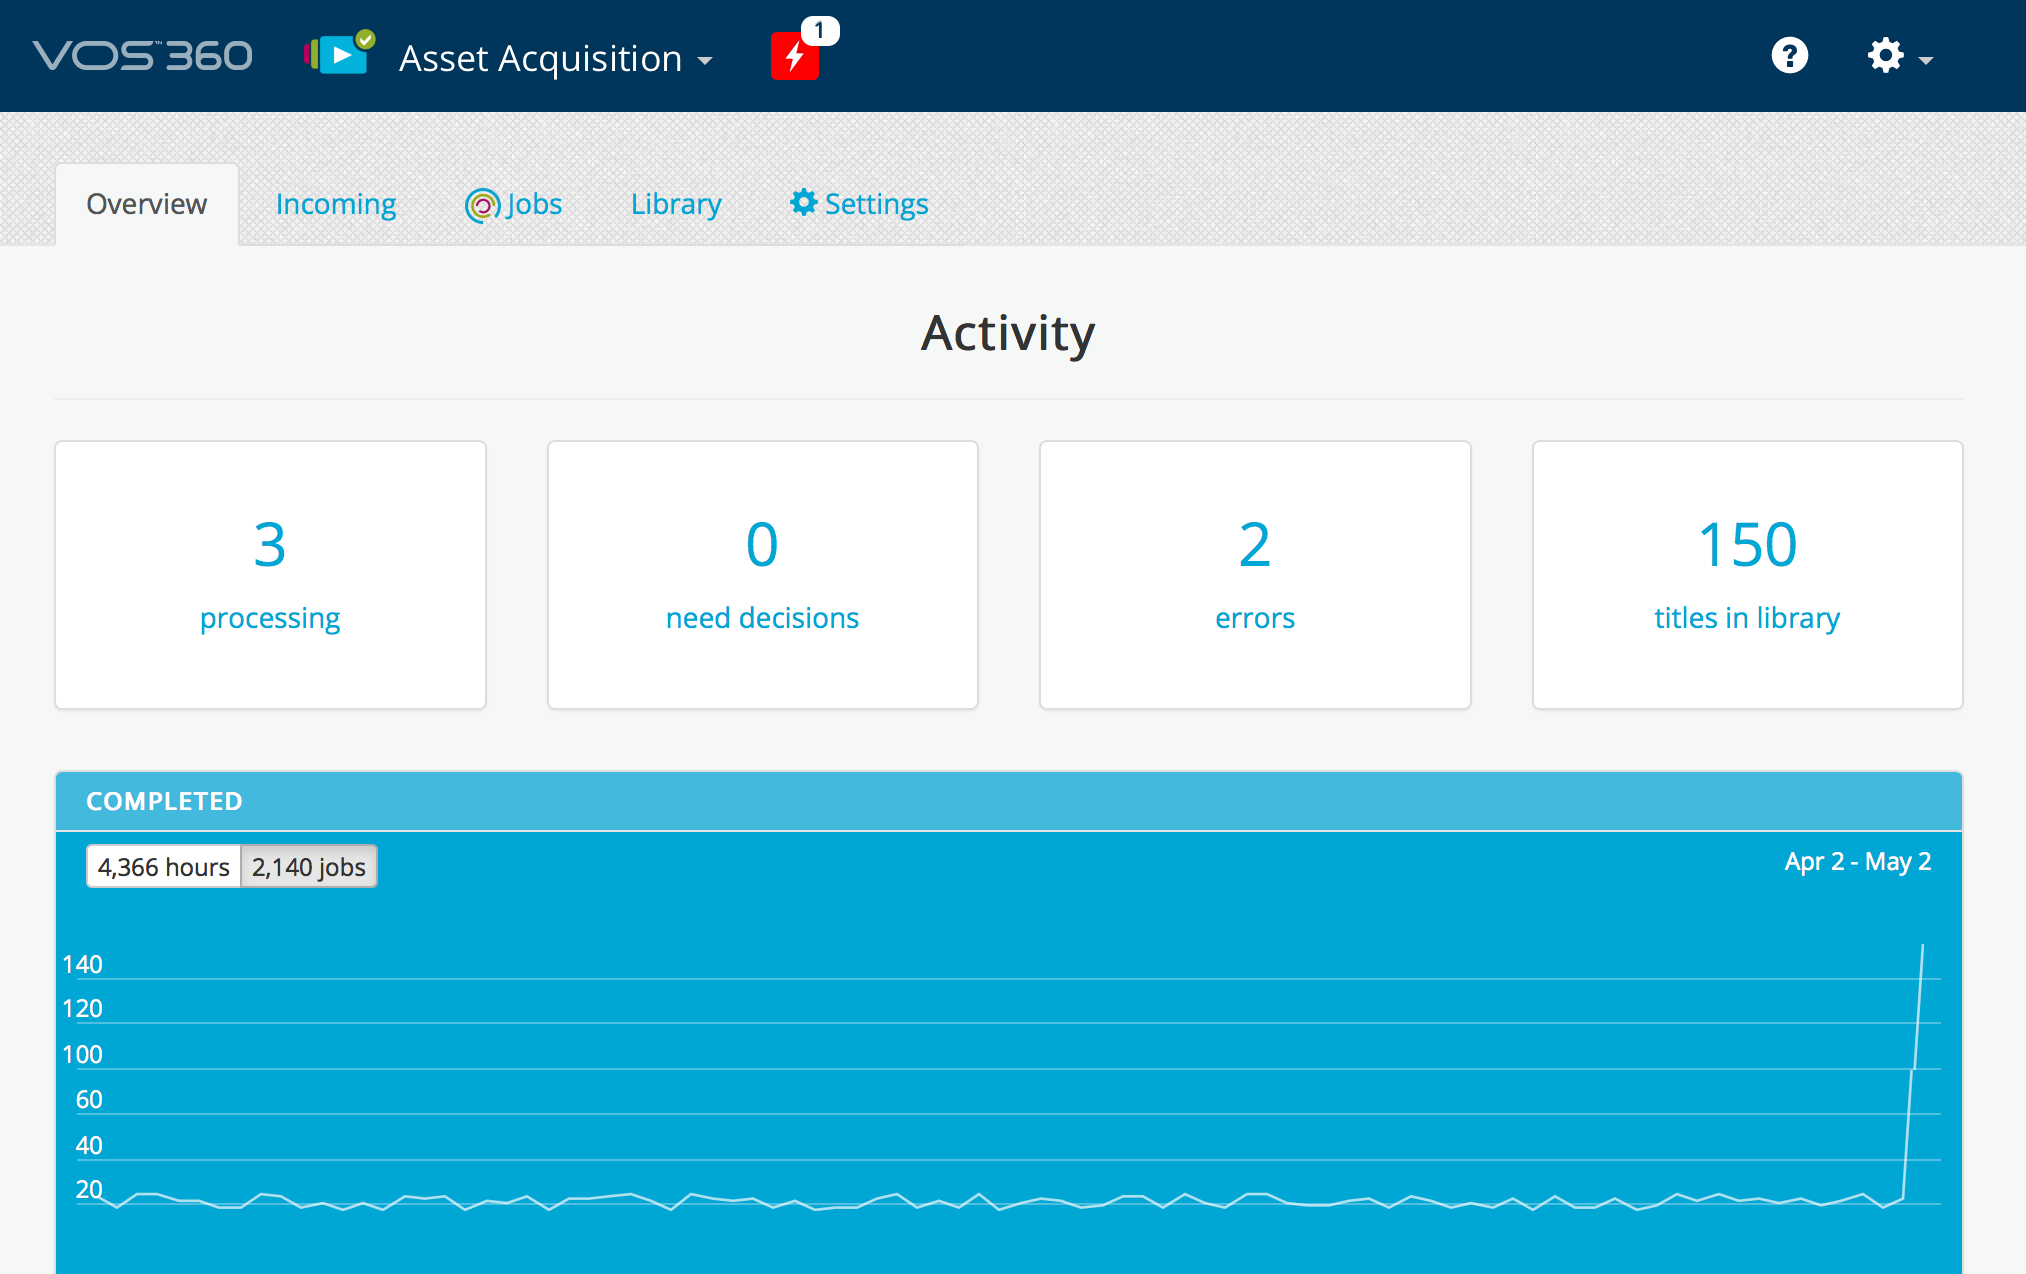 VOS™360
Asset Acquisition
1
?
Overview
Incoming
Jobs
Library
Settings
Activity
3
processing
0
need decisions
2
errors
150
titles in library
COMPLETED
4,366 hours
2,140 jobs
Apr 2 - May 2
140
120
100
60
40
20